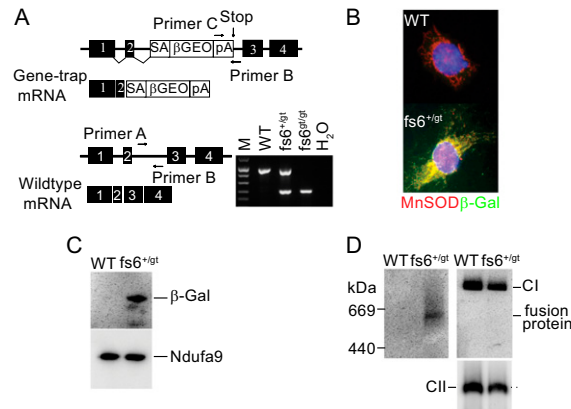 A
Primer C Stop
1 2 SA βGEO pA 3 4
Gene-trap
mRNA
1 2 SA βGEO pA
Primer B
Primer A
1 2 3 4
Primer B
Wildtype
mRNA
1 2 3 4
M WT fs6+/gt fs6gt/gt H2O
B
WT
fs6+/gt
MnSODβ-Gal
C
WT fs6+/gt
β-Gal
Ndufa9
D
WT fs6+/gt WT fs6+/gt
kDa
669
440
CI
fusion
protein
CII